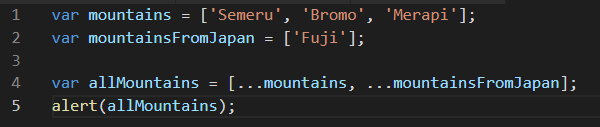 1 var mountains = ['Semeru', 'Bromo', 'Merapi'];
2 var mountainsFromJapan = ['Fuji'];
3
4 var allMountains = [...mountains, ...mountainsFromJapan];
5 alert(allMountains);